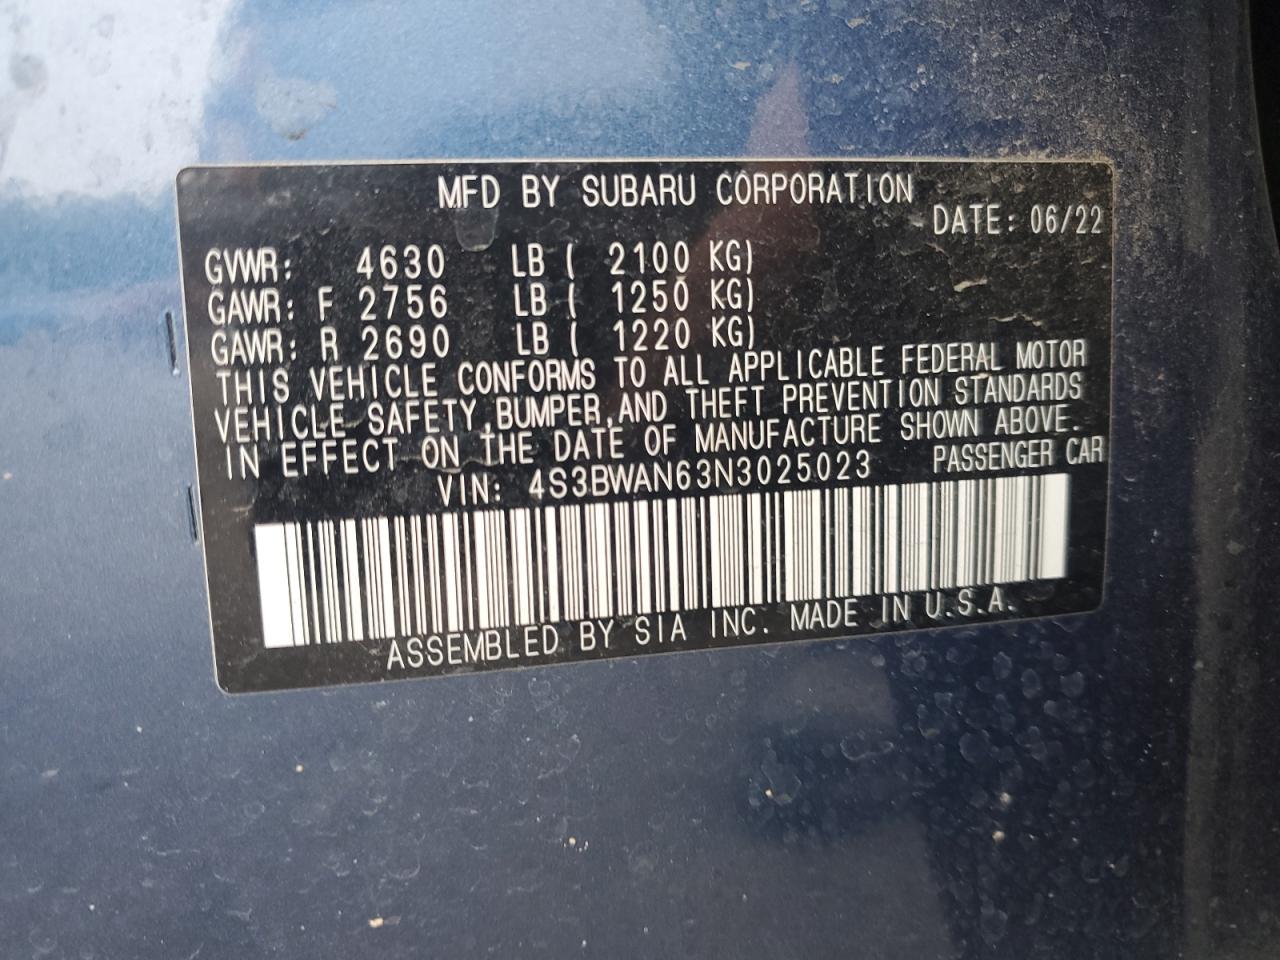 MFD BY SUBARU CORPORATION
DATE: 06/22
GVWR: 4630 LB ( 2100 KG)
GAWR: F 2756 LB ( 1250 KG)
GAWR: R 2690 LB ( 1220 KG)
THIS VEHICLE CONFORMS TO ALL APPLICABLE FEDERAL MOTOR
VEHICLE SAFETY,BUMPER,AND THEFT PREVENTION STANDARDS
IN EFFECT ON THE DATE OF MANUFACTURE SHOWN ABOVE.
VIN: 4S3BWAN63N3025023 PASSENGER CAR
ASSEMBLED BY SIA INC. MADE IN U.S.A.